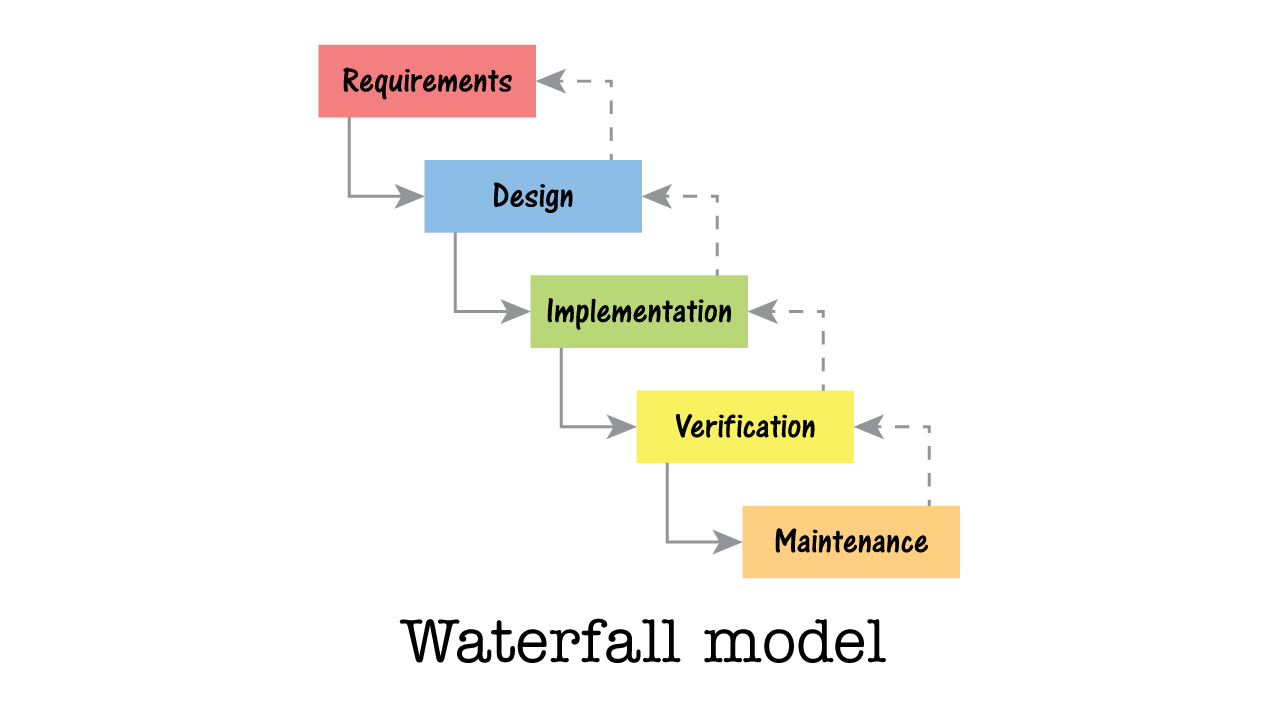 Requirements
Design
Implementation
Verification
Maintenance
Waterfall model